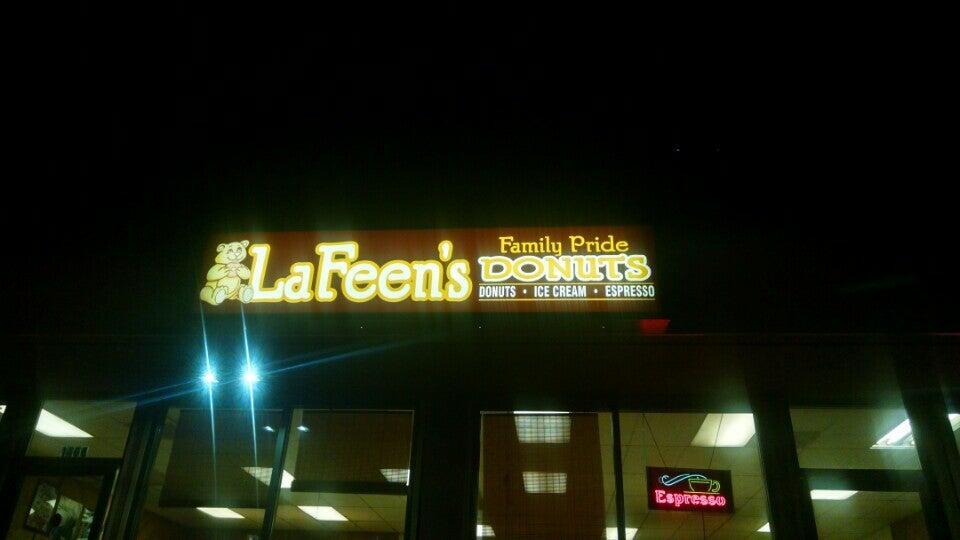 LaFeen's
Family Pride
DONUTS
DONUTS • ICE CREAM • ESPRESSO
Espresso